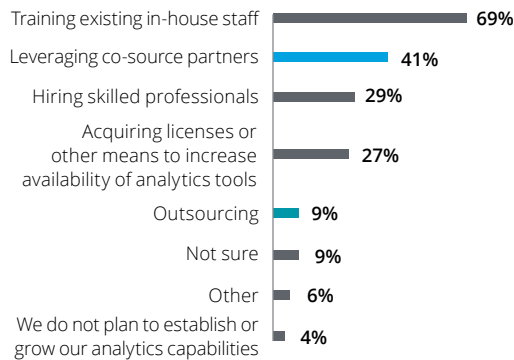 Training existing in-house staff 69%
Leveraging co-source partners 41%
Hiring skilled professionals 29%
Acquiring licenses or
other means to increase 27%
availability of analytics tools
Outsourcing 9%
Not sure 9%
Other 6%
We do not plan to establish or 4%
grow our analytics capabilities